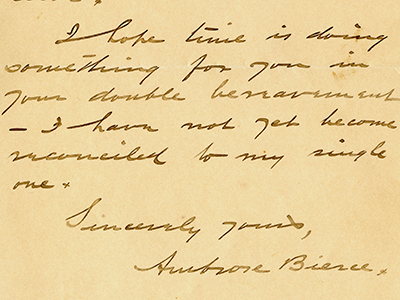 I hope time is doing
something for you in
your double bereavement
– I have not yet become
reconciled to my single
one.
Sincerely yours,
Ambrose Bierce.